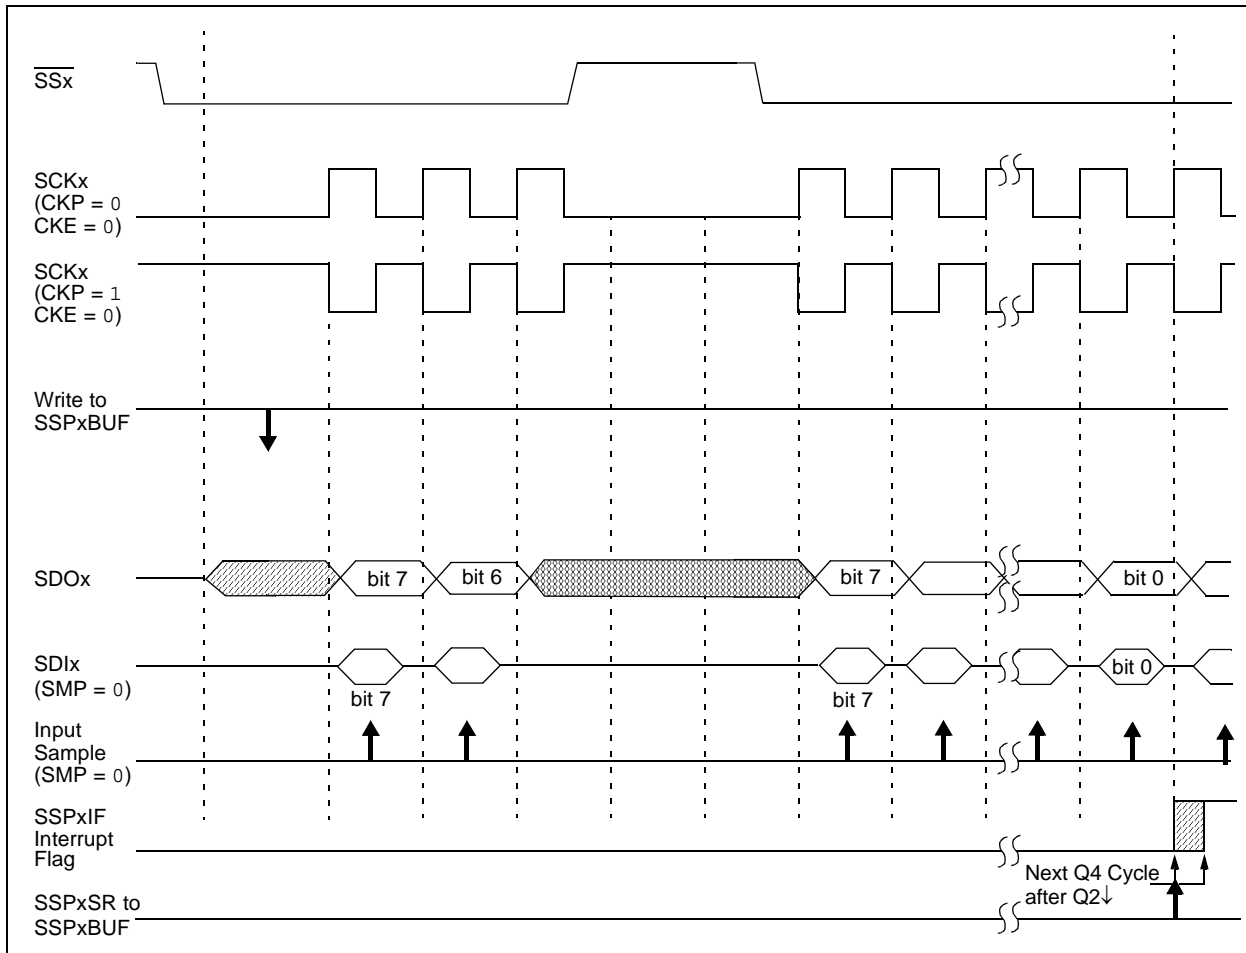 SSx
SCKx
(CKP = 0
CKE = 0)
SCKx
(CKP = 1
CKE = 0)
Write to
SSPxBUF
SDOx
bit 7
bit 6
bit 7
bit 0
SDIx
(SMP = 0)
bit 7
bit 7
bit 0
Input
Sample
(SMP = 0)
SSPxIF
Interrupt
Flag
Next Q4 Cycle
after Q2↓
SSPxSR to
SSPxBUF